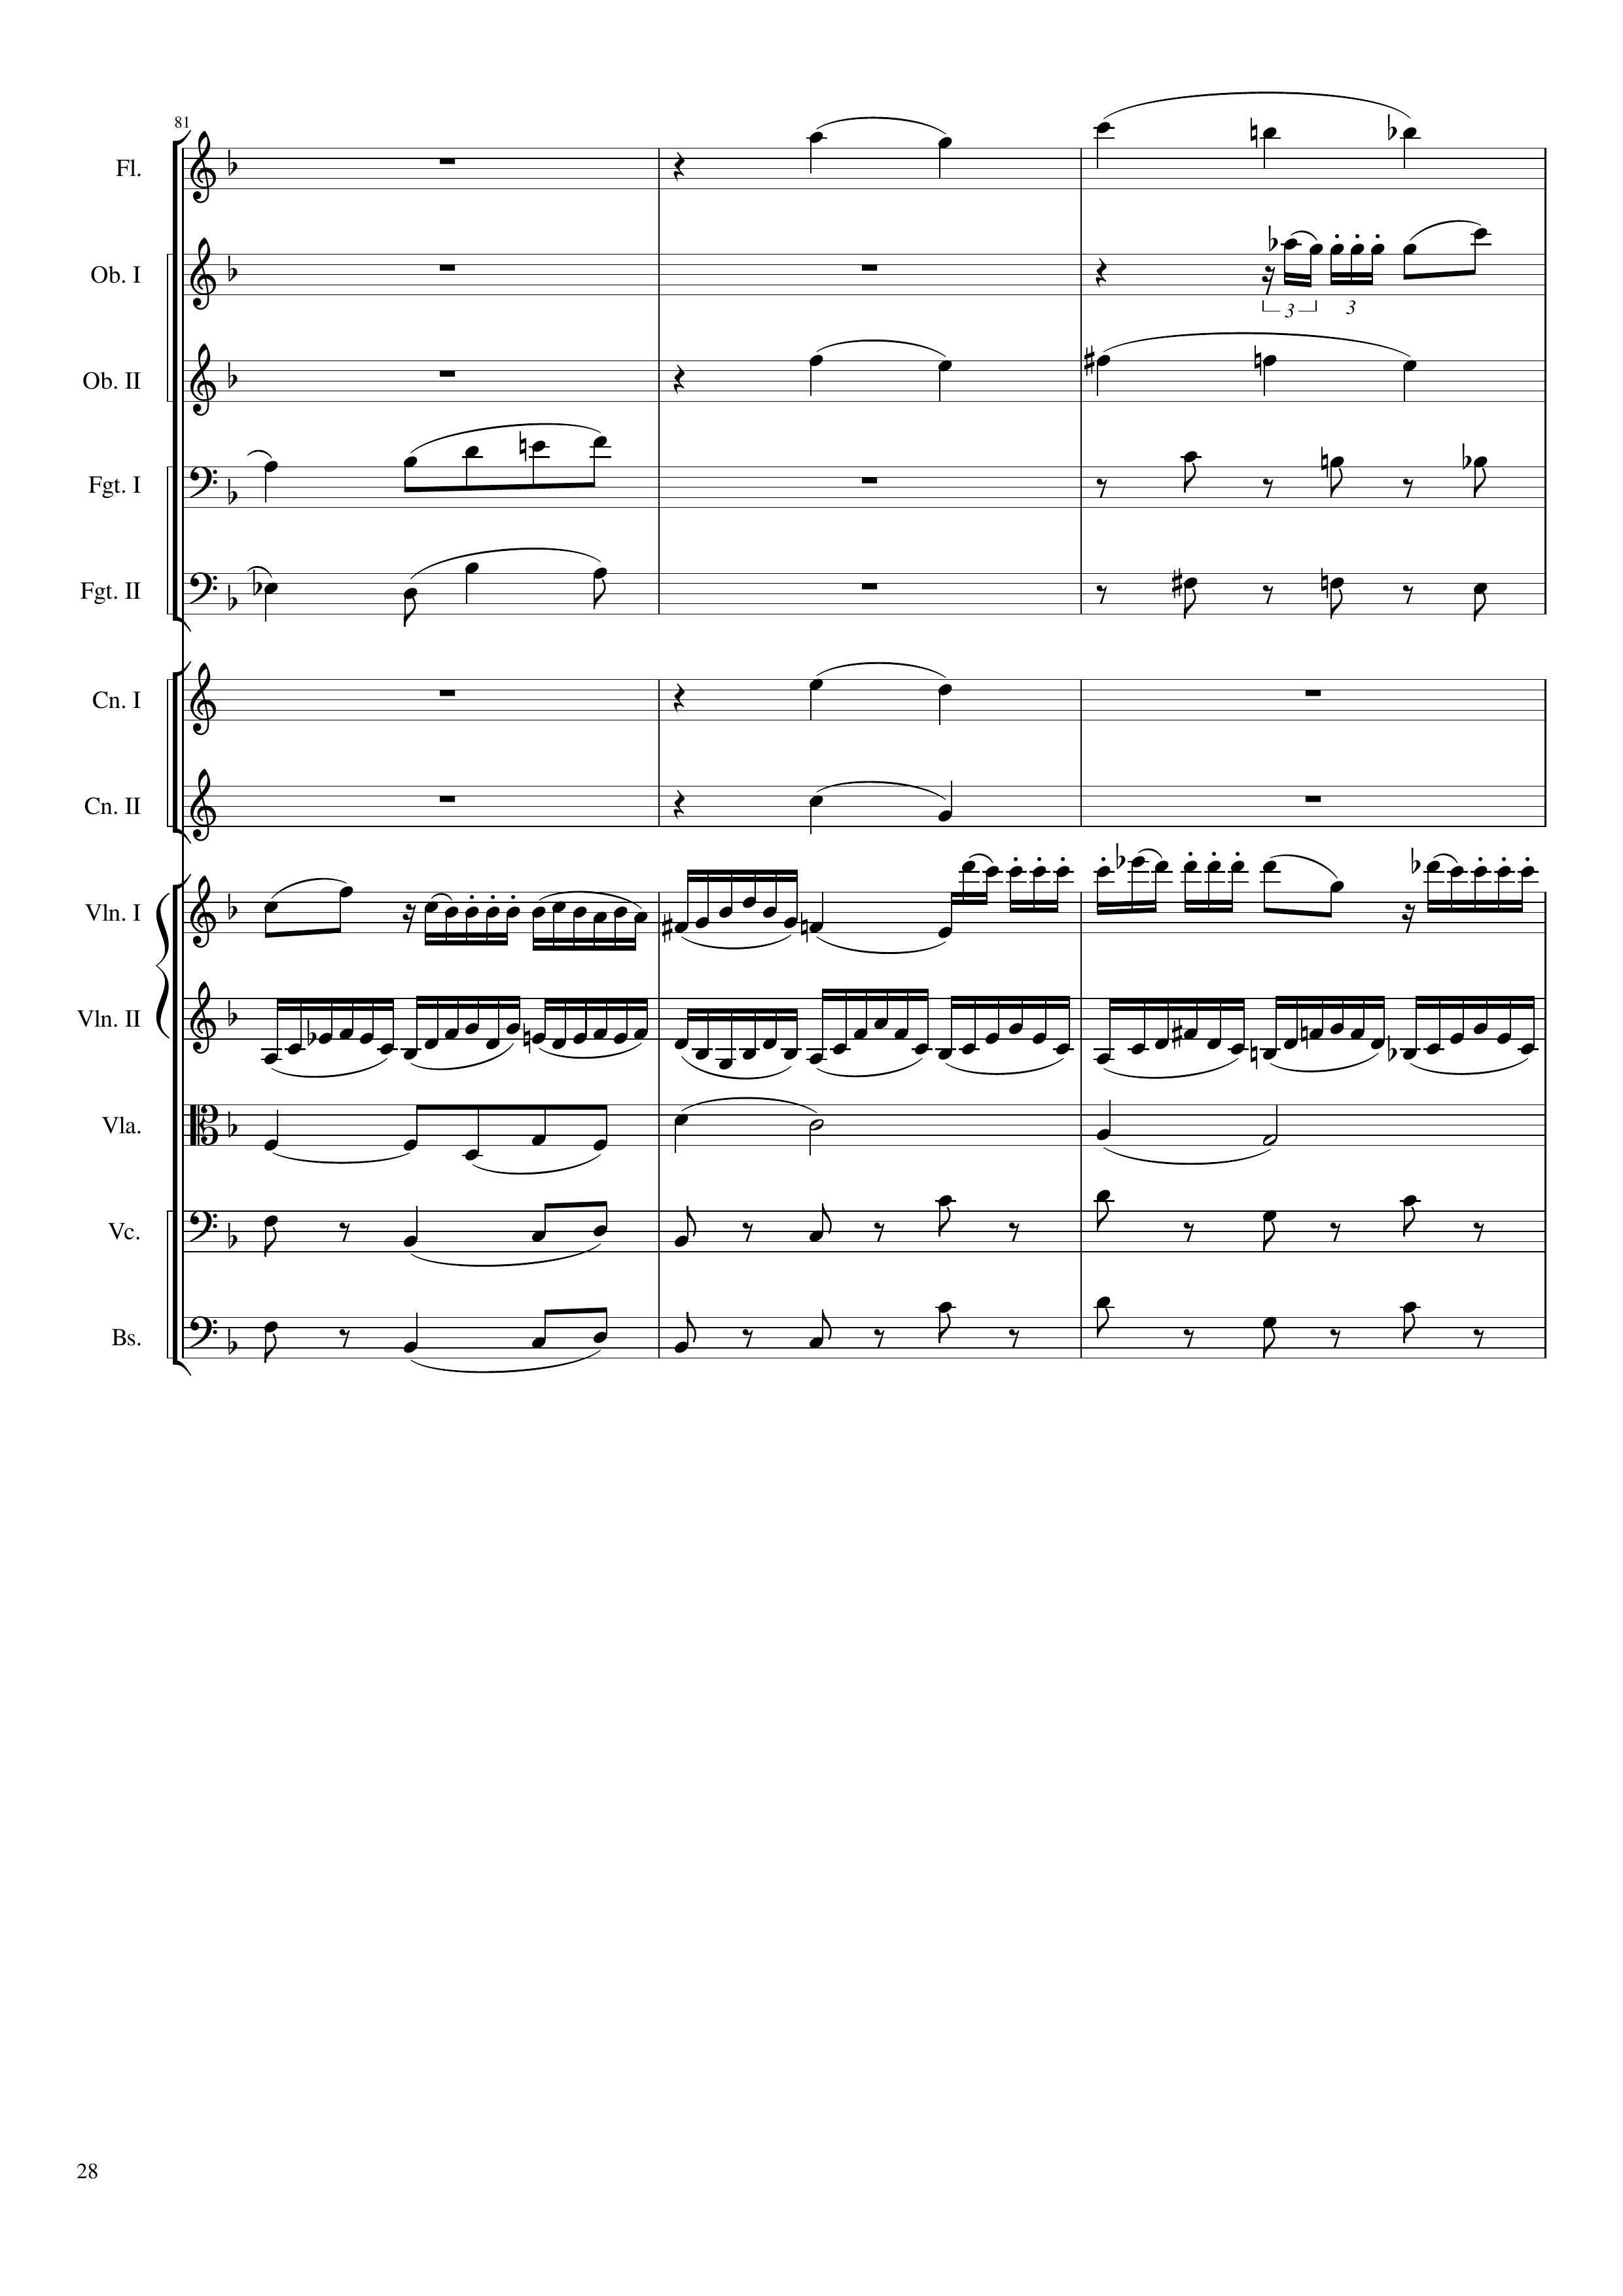 81
Fl.
Ob. I
3 3
Ob. II
Fgt. I
Fgt. II
Cn. I
Cn. II
Vln. I
Vln. II
Vla.
Vc.
Bs.
28